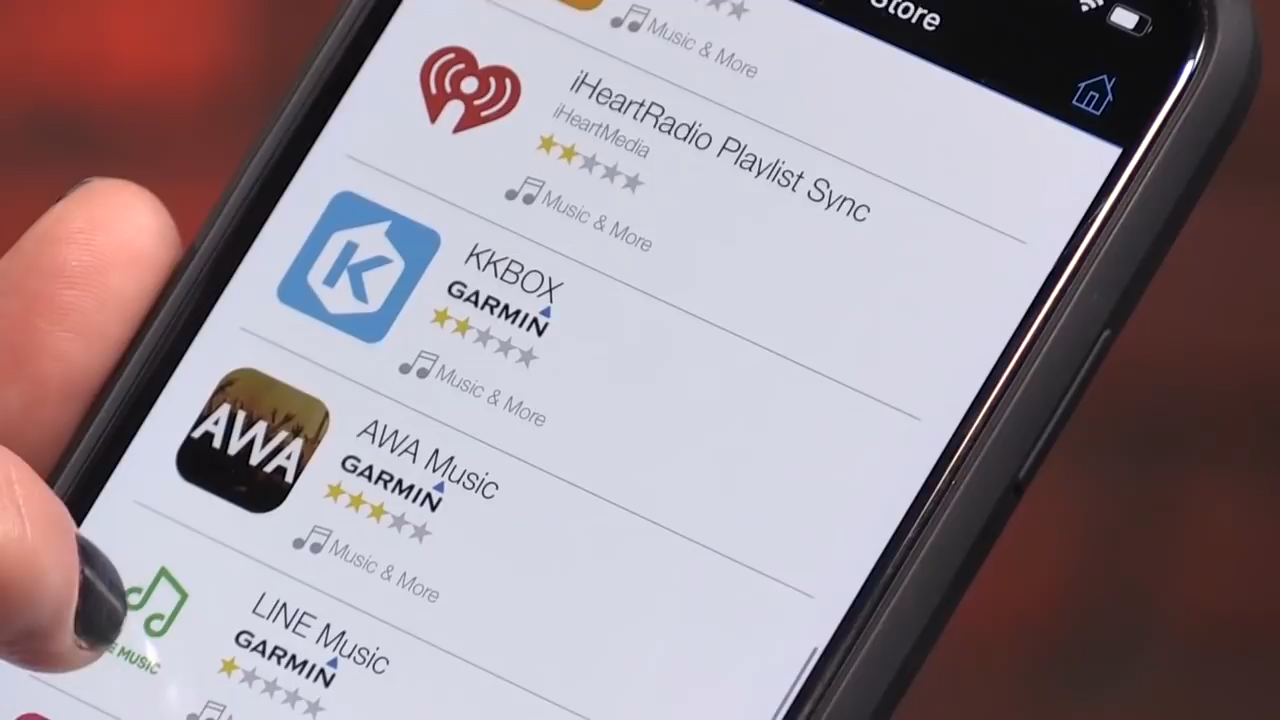 Store
Music & More
iHeartRadio Playlist Sync
iHeartMedia
Music & More
K
KKBOX
GARMIN
Music & More
AWA
AWA Music
GARMIN
Music & More
LINE Music
GARMIN
MUSIC